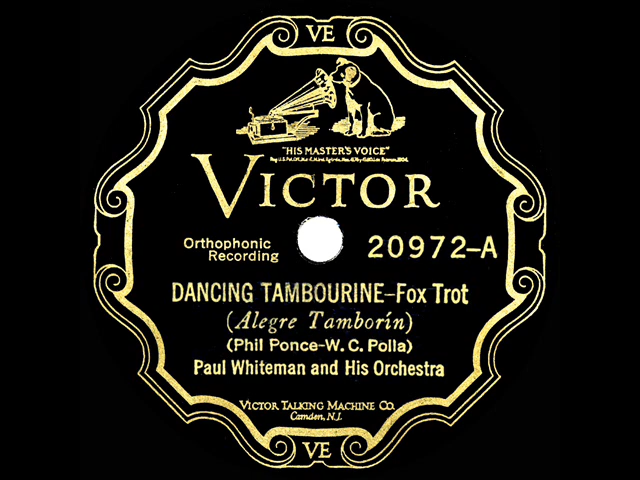 VE
"HIS MASTER'S VOICE"
VICTOR
Orthophonic
Recording
20972-A
DANCING TAMBOURINE-Fox Trot
(Alegre Tamborín)
(Phil Ponce-W. C. Polla)
Paul Whiteman and His Orchestra
VICTOR TALKING MACHINE CO.
Camden, N.J.
VE